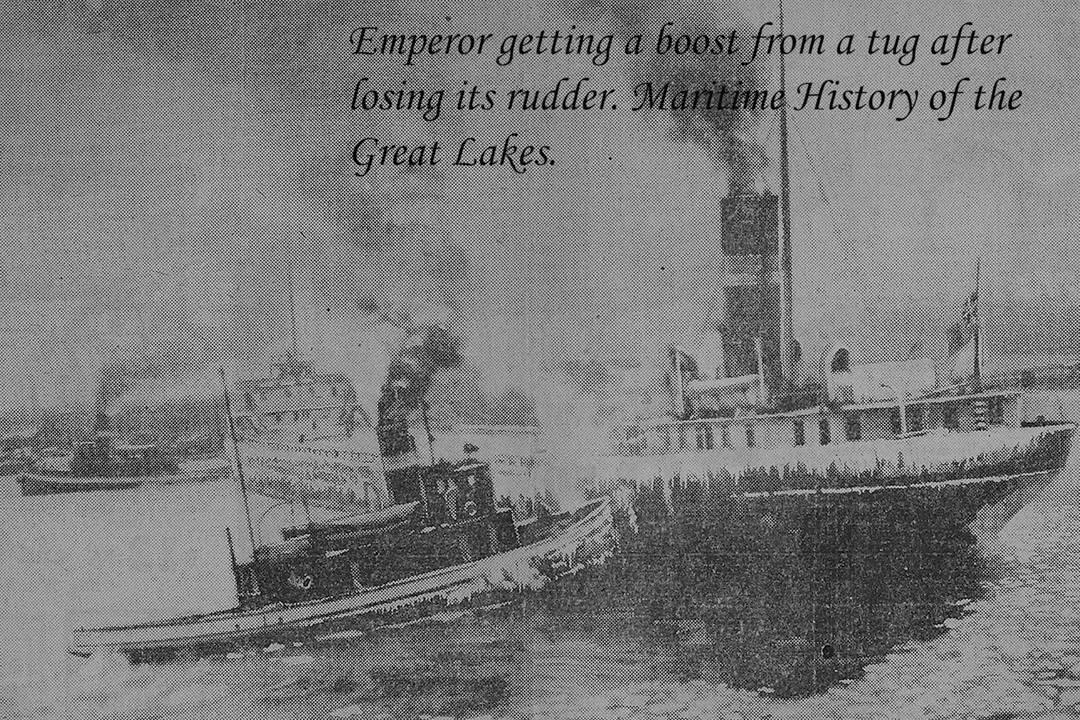 Emperor getting a boost from a tug after
losing its rudder. Maritime History of the
Great Lakes.